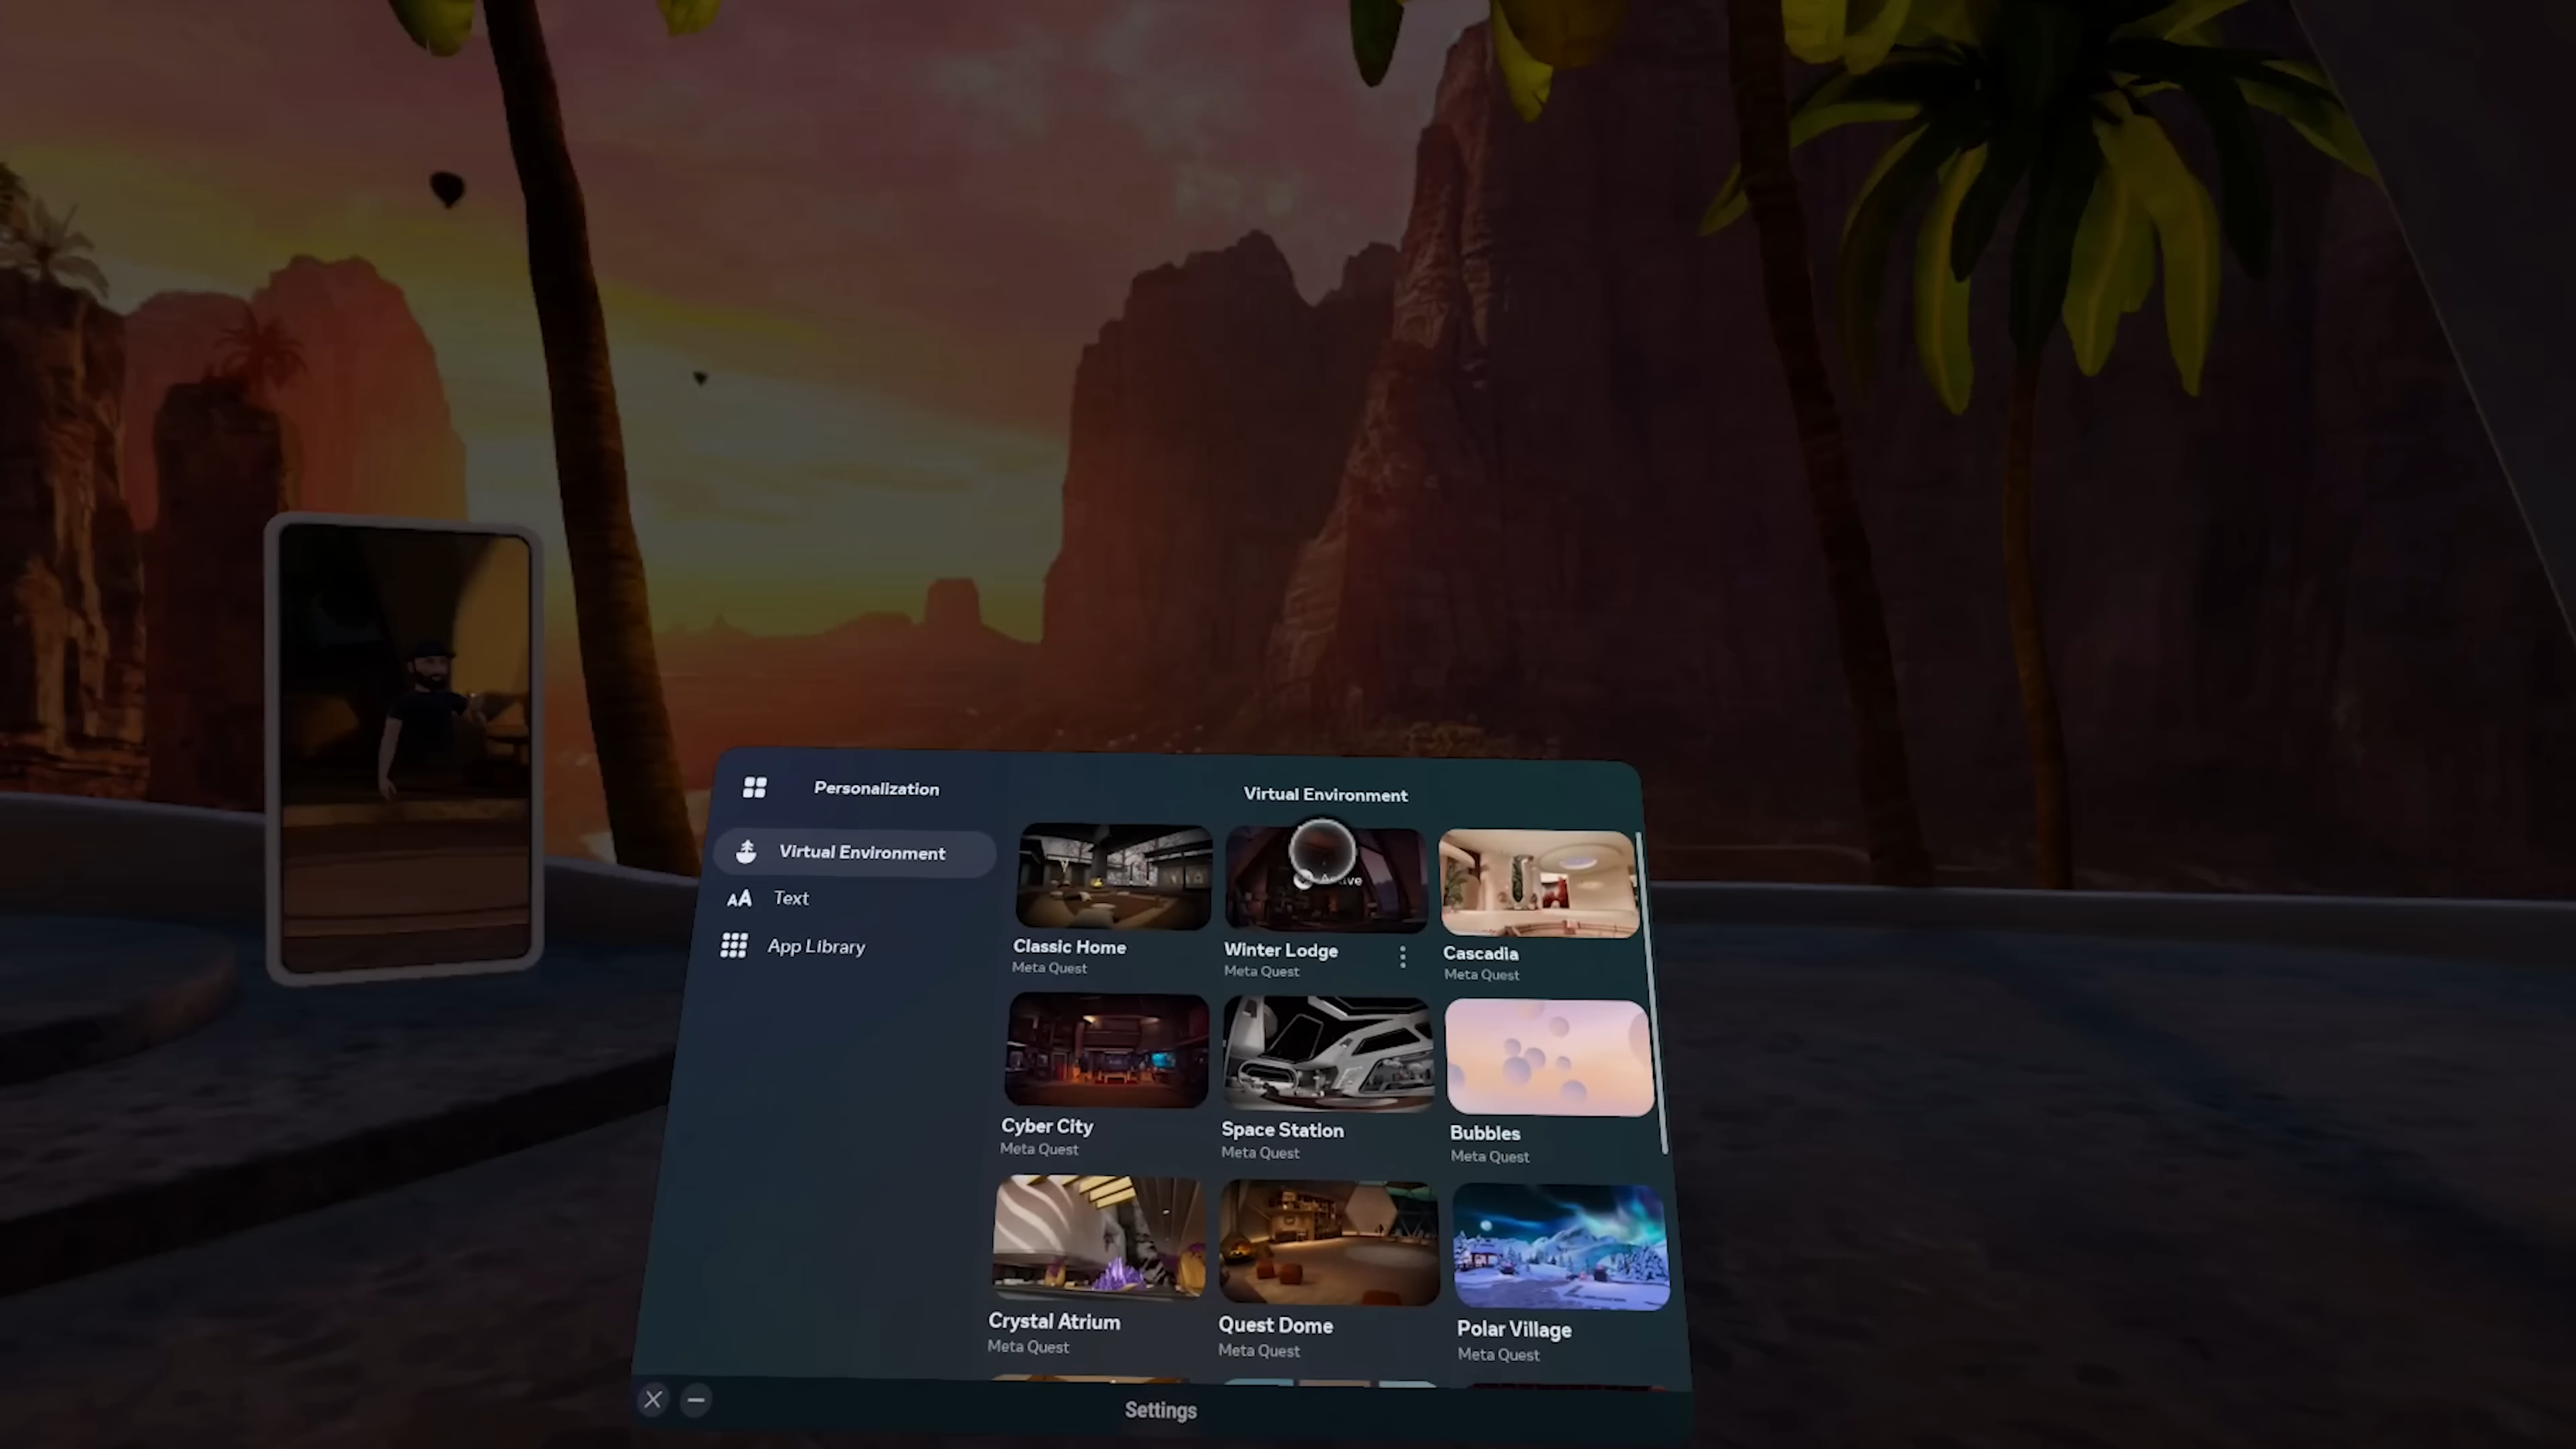 Personalization
Virtual Environment
Virtual Environment
Text
App Library
Classic Home
Meta Quest
Winter Lodge
Meta Quest
Cascadia
Meta Quest
Cyber City
Meta Quest
Space Station
Meta Quest
Bubbles
Meta Quest
Crystal Atrium
Meta Quest
Quest Dome
Meta Quest
Polar Village
Meta Quest
Settings